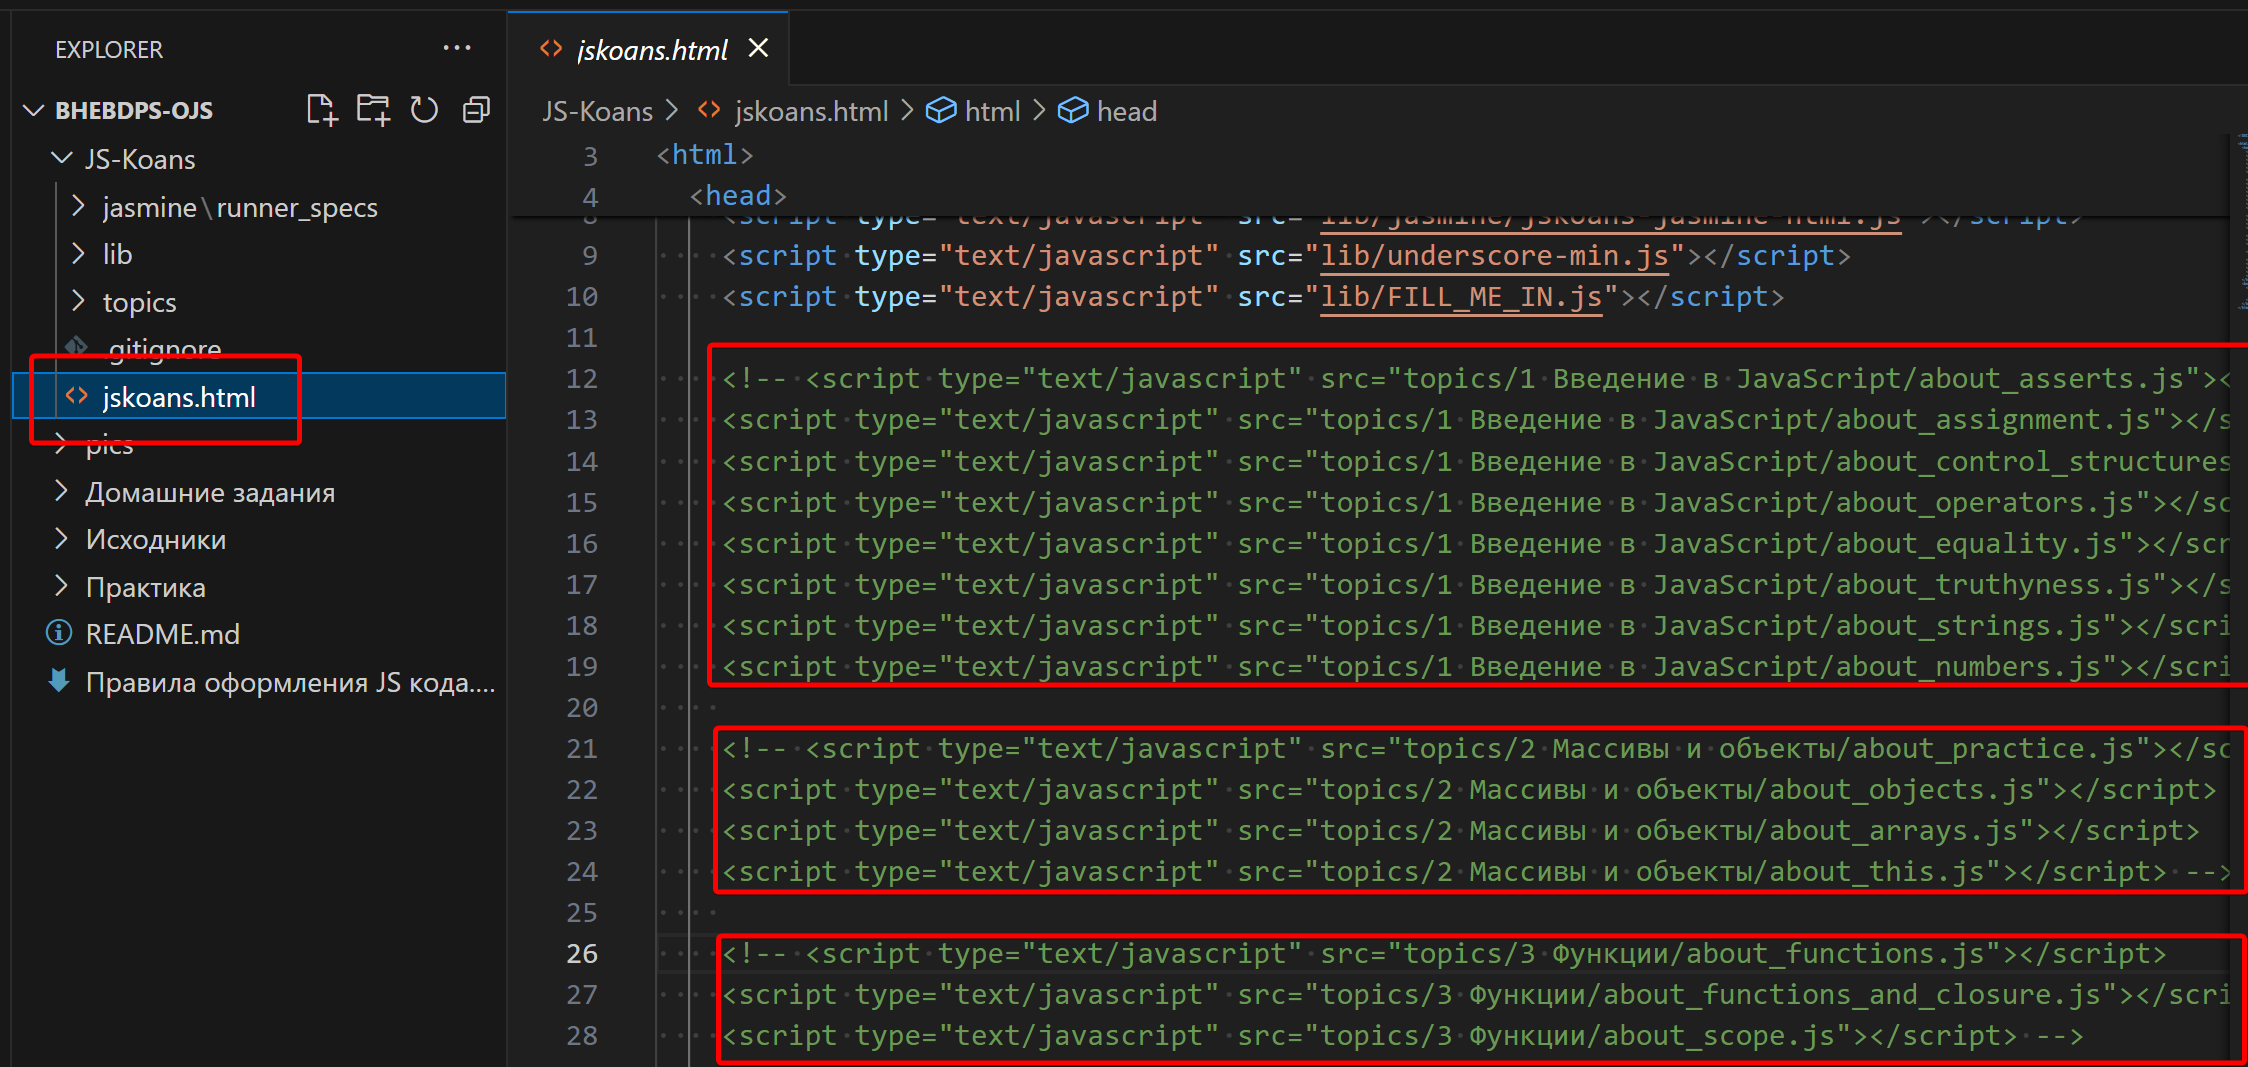 EXPLORER
BHEBDPS-OJS
JS-Koans
jasmine\runner_specs
lib
topics
.gitignore
jskoans.html
pics
Домашние задания
Исходники
Практика
README.md
Правила оформления JS кода....
jskoans.html
JS-Koans > jskoans.html > html > head
3 <html>
4 <head>
8 <script type="text/javascript" src="lib/jasmine/jskoans-jasmine-html.js"></script>
9 <script type="text/javascript" src="lib/underscore-min.js"></script>
10 <script type="text/javascript" src="lib/FILL_ME_IN.js"></script>
11
12 <!-- <script type="text/javascript" src="topics/1 Введение в JavaScript/about_asserts.js"><
13 <script type="text/javascript" src="topics/1 Введение в JavaScript/about_assignment.js"></s
14 <script type="text/javascript" src="topics/1 Введение в JavaScript/about_control_structures
15 <script type="text/javascript" src="topics/1 Введение в JavaScript/about_operators.js"></sc
16 <script type="text/javascript" src="topics/1 Введение в JavaScript/about_equality.js"></scr
17 <script type="text/javascript" src="topics/1 Введение в JavaScript/about_truthyness.js"></s
18 <script type="text/javascript" src="topics/1 Введение в JavaScript/about_strings.js"></scri
19 <script type="text/javascript" src="topics/1 Введение в JavaScript/about_numbers.js"></scri
20
21 <!-- <script type="text/javascript" src="topics/2 Массивы и объекты/about_practice.js"></sc
22 <script type="text/javascript" src="topics/2 Массивы и объекты/about_objects.js"></script>
23 <script type="text/javascript" src="topics/2 Массивы и объекты/about_arrays.js"></script>
24 <script type="text/javascript" src="topics/2 Массивы и объекты/about_this.js"></script> -->
25
26 <!-- <script type="text/javascript" src="topics/3 Функции/about_functions.js"></script>
27 <script type="text/javascript" src="topics/3 Функции/about_functions_and_closure.js"></scri
28 <script type="text/javascript" src="topics/3 Функции/about_scope.js"></script> -->